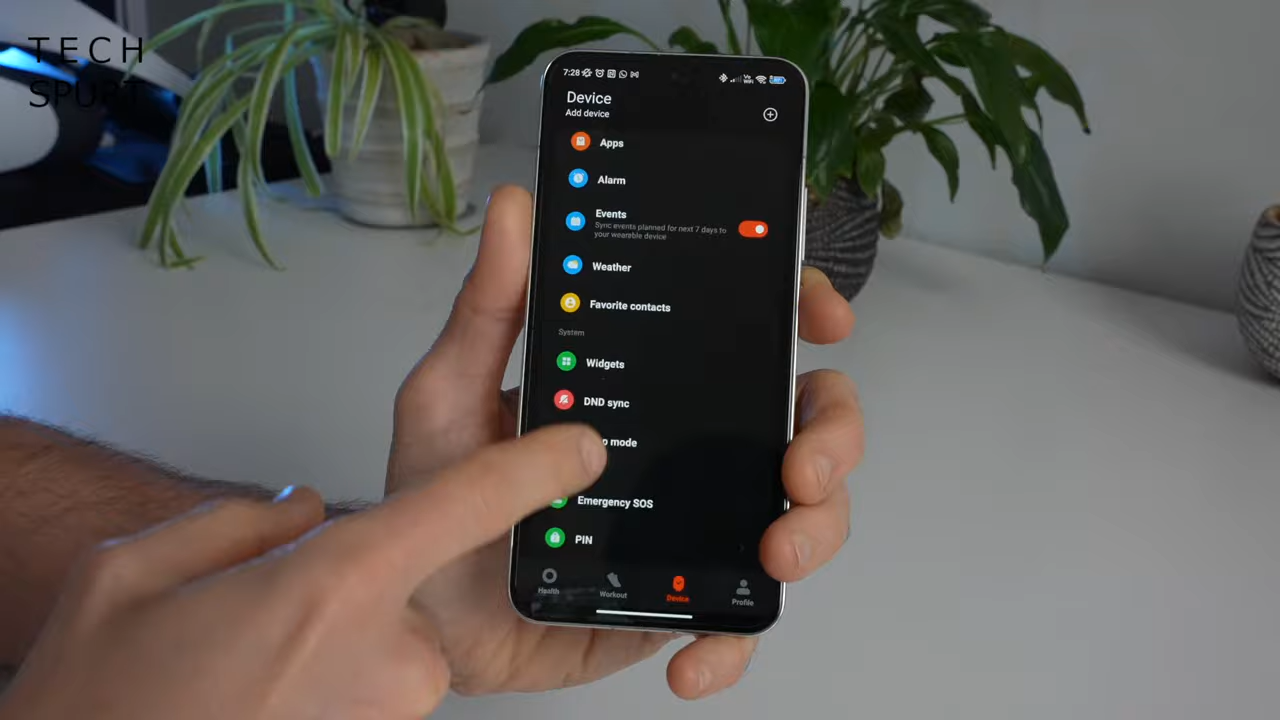 TECH
SPURT
7:28
Device
Add device
Apps
Alarm
Events
Sync events planned for next 7 days to
your wearable device
Weather
Favorite contacts
System
Widgets
DND sync
p mode
Emergency SOS
PIN
Health
Workout
Device
Profile